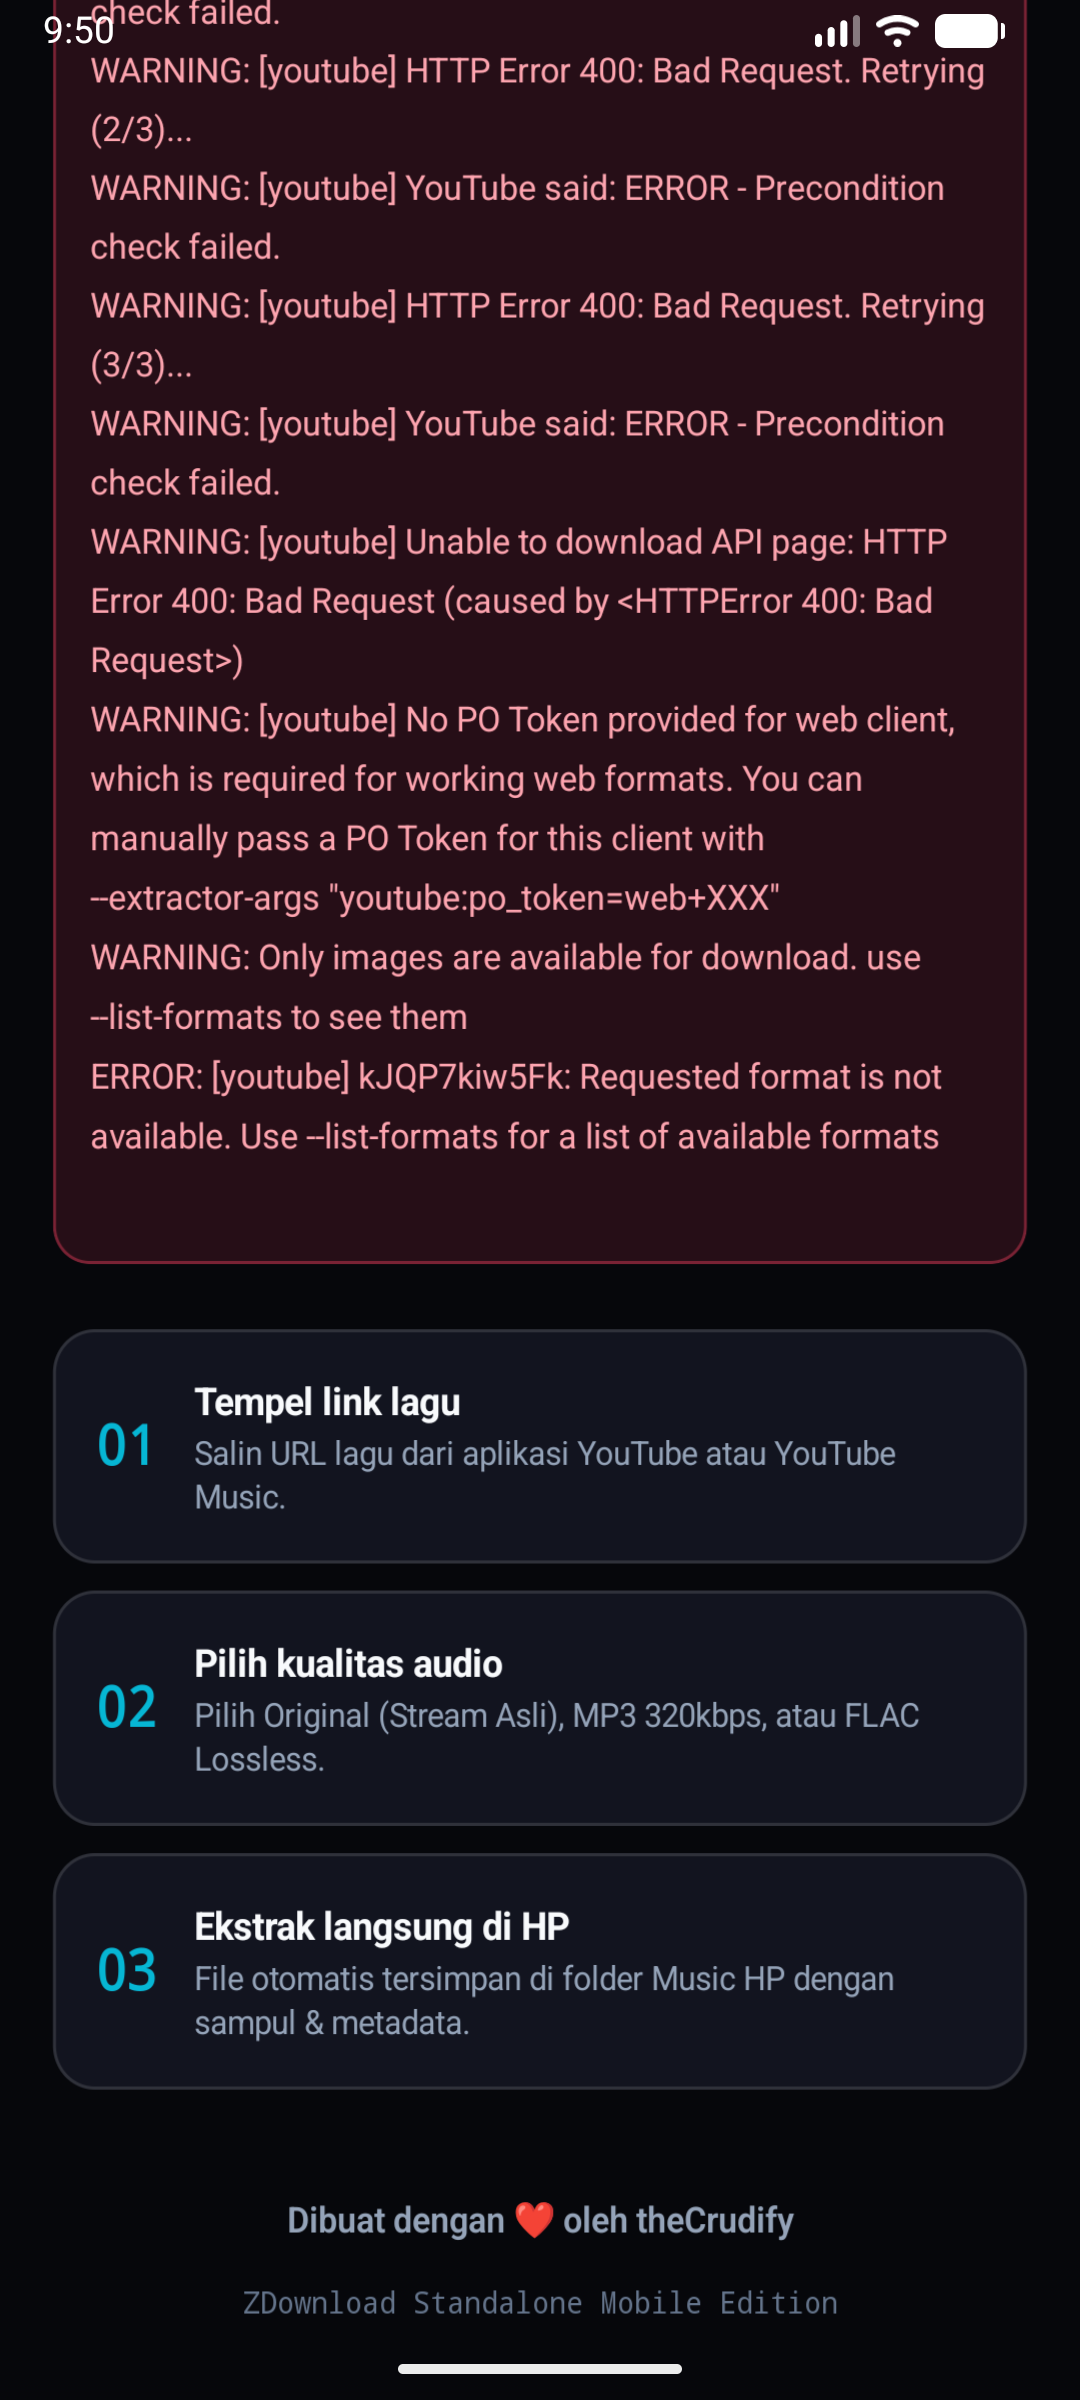 check failed.
9:50
WARNING: [youtube] HTTP Error 400: Bad Request. Retrying
(2/3)...
WARNING: [youtube] YouTube said: ERROR - Precondition
check failed.
WARNING: [youtube] HTTP Error 400: Bad Request. Retrying
(3/3)...
WARNING: [youtube] YouTube said: ERROR - Precondition
check failed.
WARNING: [youtube] Unable to download API page: HTTP
Error 400: Bad Request (caused by <HTTPError 400: Bad
Request>)
WARNING: [youtube] No PO Token provided for web client,
which is required for working web formats. You can
manually pass a PO Token for this client with
--extractor-args "youtube:po_token=web+XXX"
WARNING: Only images are available for download. use
--list-formats to see them
ERROR: [youtube] kJQP7kiw5Fk: Requested format is not
available. Use --list-formats for a list of available formats
01
Tempel link lagu
Salin URL lagu dari aplikasi YouTube atau YouTube
Music.
02
Pilih kualitas audio
Pilih Original (Stream Asli), MP3 320kbps, atau FLAC
Lossless.
03
Ekstrak langsung di HP
File otomatis tersimpan di folder Music HP dengan
sampul & metadata.
Dibuat dengan ❤️ oleh theCrudify
ZDownload Standalone Mobile Edition